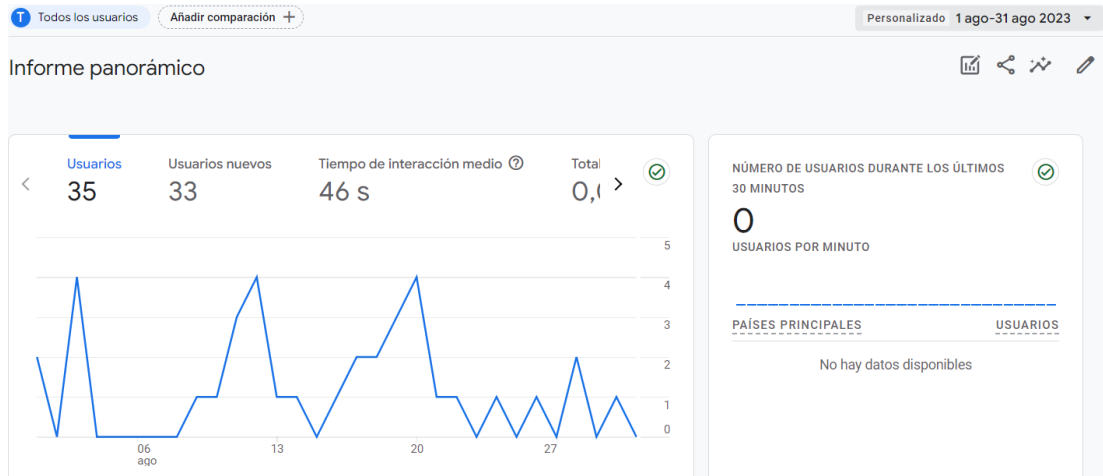 T Todos los usuarios Añadir comparación + Personalizado 1 ago-31 ago 2023
Informe panorámico
Usuarios Usuarios nuevos Tiempo de interacción medio Total
35 33 46 s 0,
5
4
3
2
1
0
06 13 20 27
ago
NÚMERO DE USUARIOS DURANTE LOS ÚLTIMOS
30 MINUTOS
0
USUARIOS POR MINUTO
PAÍSES PRINCIPALES USUARIOS
No hay datos disponibles